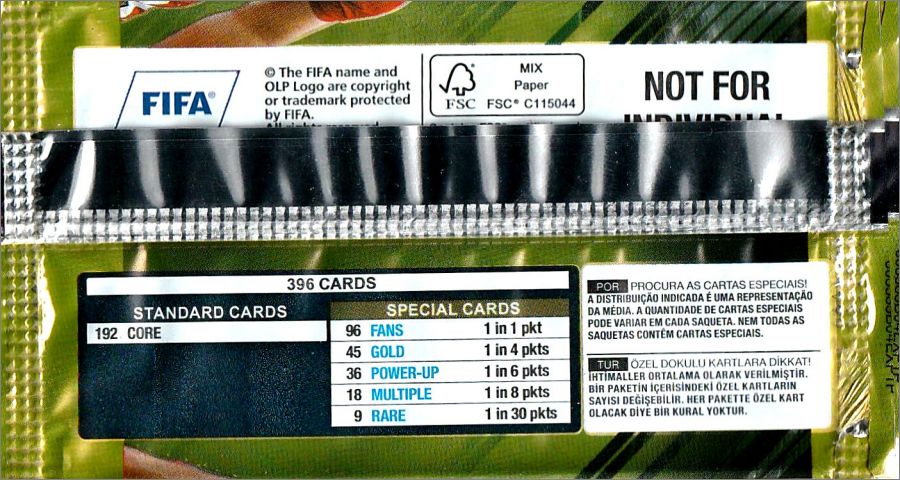 FIFA®
© The FIFA name and
OLP Logo are copyright
or trademark protected
by FIFA.
All rights reserved
FSC
MIX
Paper
FSC® C115044
NOT FOR
INDIVIDUAL
396 CARDS
STANDARD CARDS
192 CORE
SPECIAL CARDS
96 FANS 1 in 1 pkt
45 GOLD 1 in 4 pkts
36 POWER-UP 1 in 6 pkts
18 MULTIPLE 1 in 8 pkts
9 RARE 1 in 30 pkts
POR PROCURA AS CARTAS ESPECIAIS!
A DISTRIBUIÇÃO INDICADA É UMA REPRESENTAÇÃO
DA MÉDIA. A QUANTIDADE DE CARTAS ESPECIAIS
PODE VARIAR EM CADA SAQUETA. NEM TODAS AS
SAQUETAS CONTÊM CARTAS ESPECIAIS.
TUR ÖZEL DOKULU KARTLARA DİKKAT!
IHTİMALLER ORTALAMA OLARAK VERİLMİŞTİR.
BİR PAKETİN İÇERİSİNDEKİ ÖZEL KARTLARIN
SAYISI DEĞİŞEBİLİR. HER PAKETTE ÖZEL KART
OLACAK DİYE BİR KURAL YOKTUR.